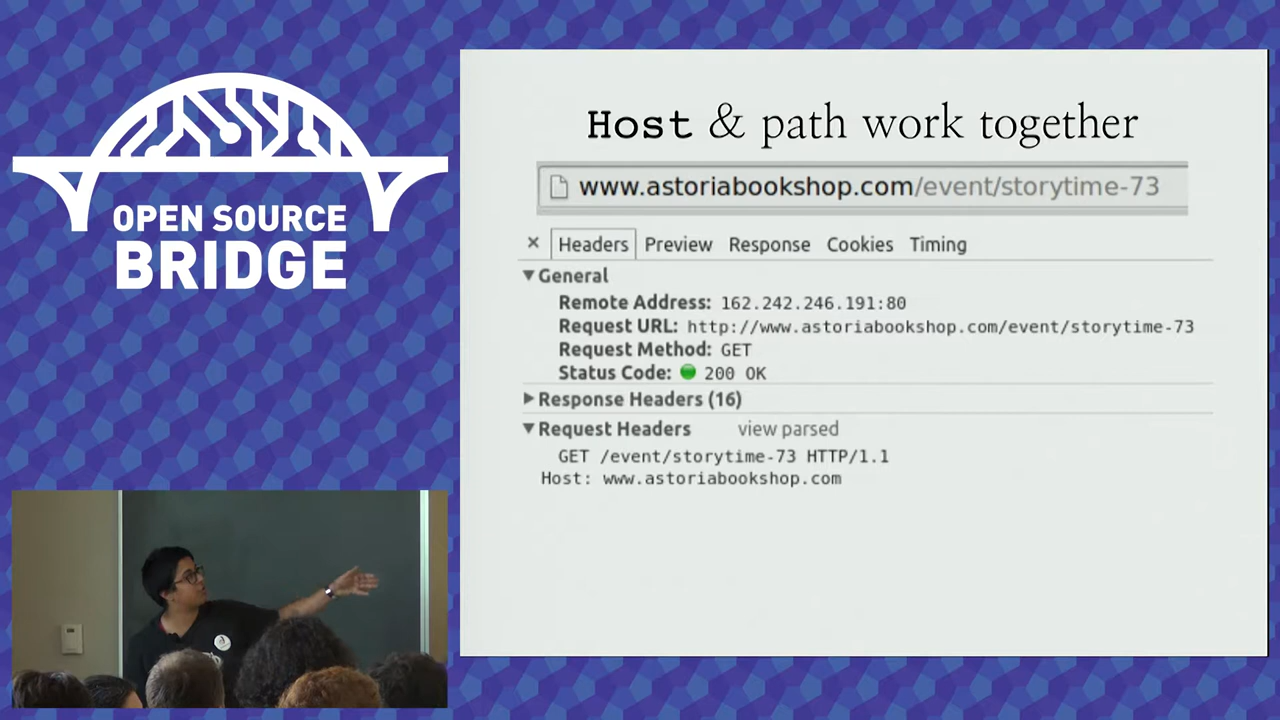 OPEN SOURCE
BRIDGE
Host & path work together
www.astoriabookshop.com/event/storytime-73
× Headers Preview Response Cookies Timing
▼General
Remote Address: 162.242.246.191:80
Request URL: http://www.astoriabookshop.com/event/storytime-73
Request Method: GET
Status Code: 200 OK
▶Response Headers (16)
▼Request Headers view parsed
GET /event/storytime-73 HTTP/1.1
Host: www.astoriabookshop.com